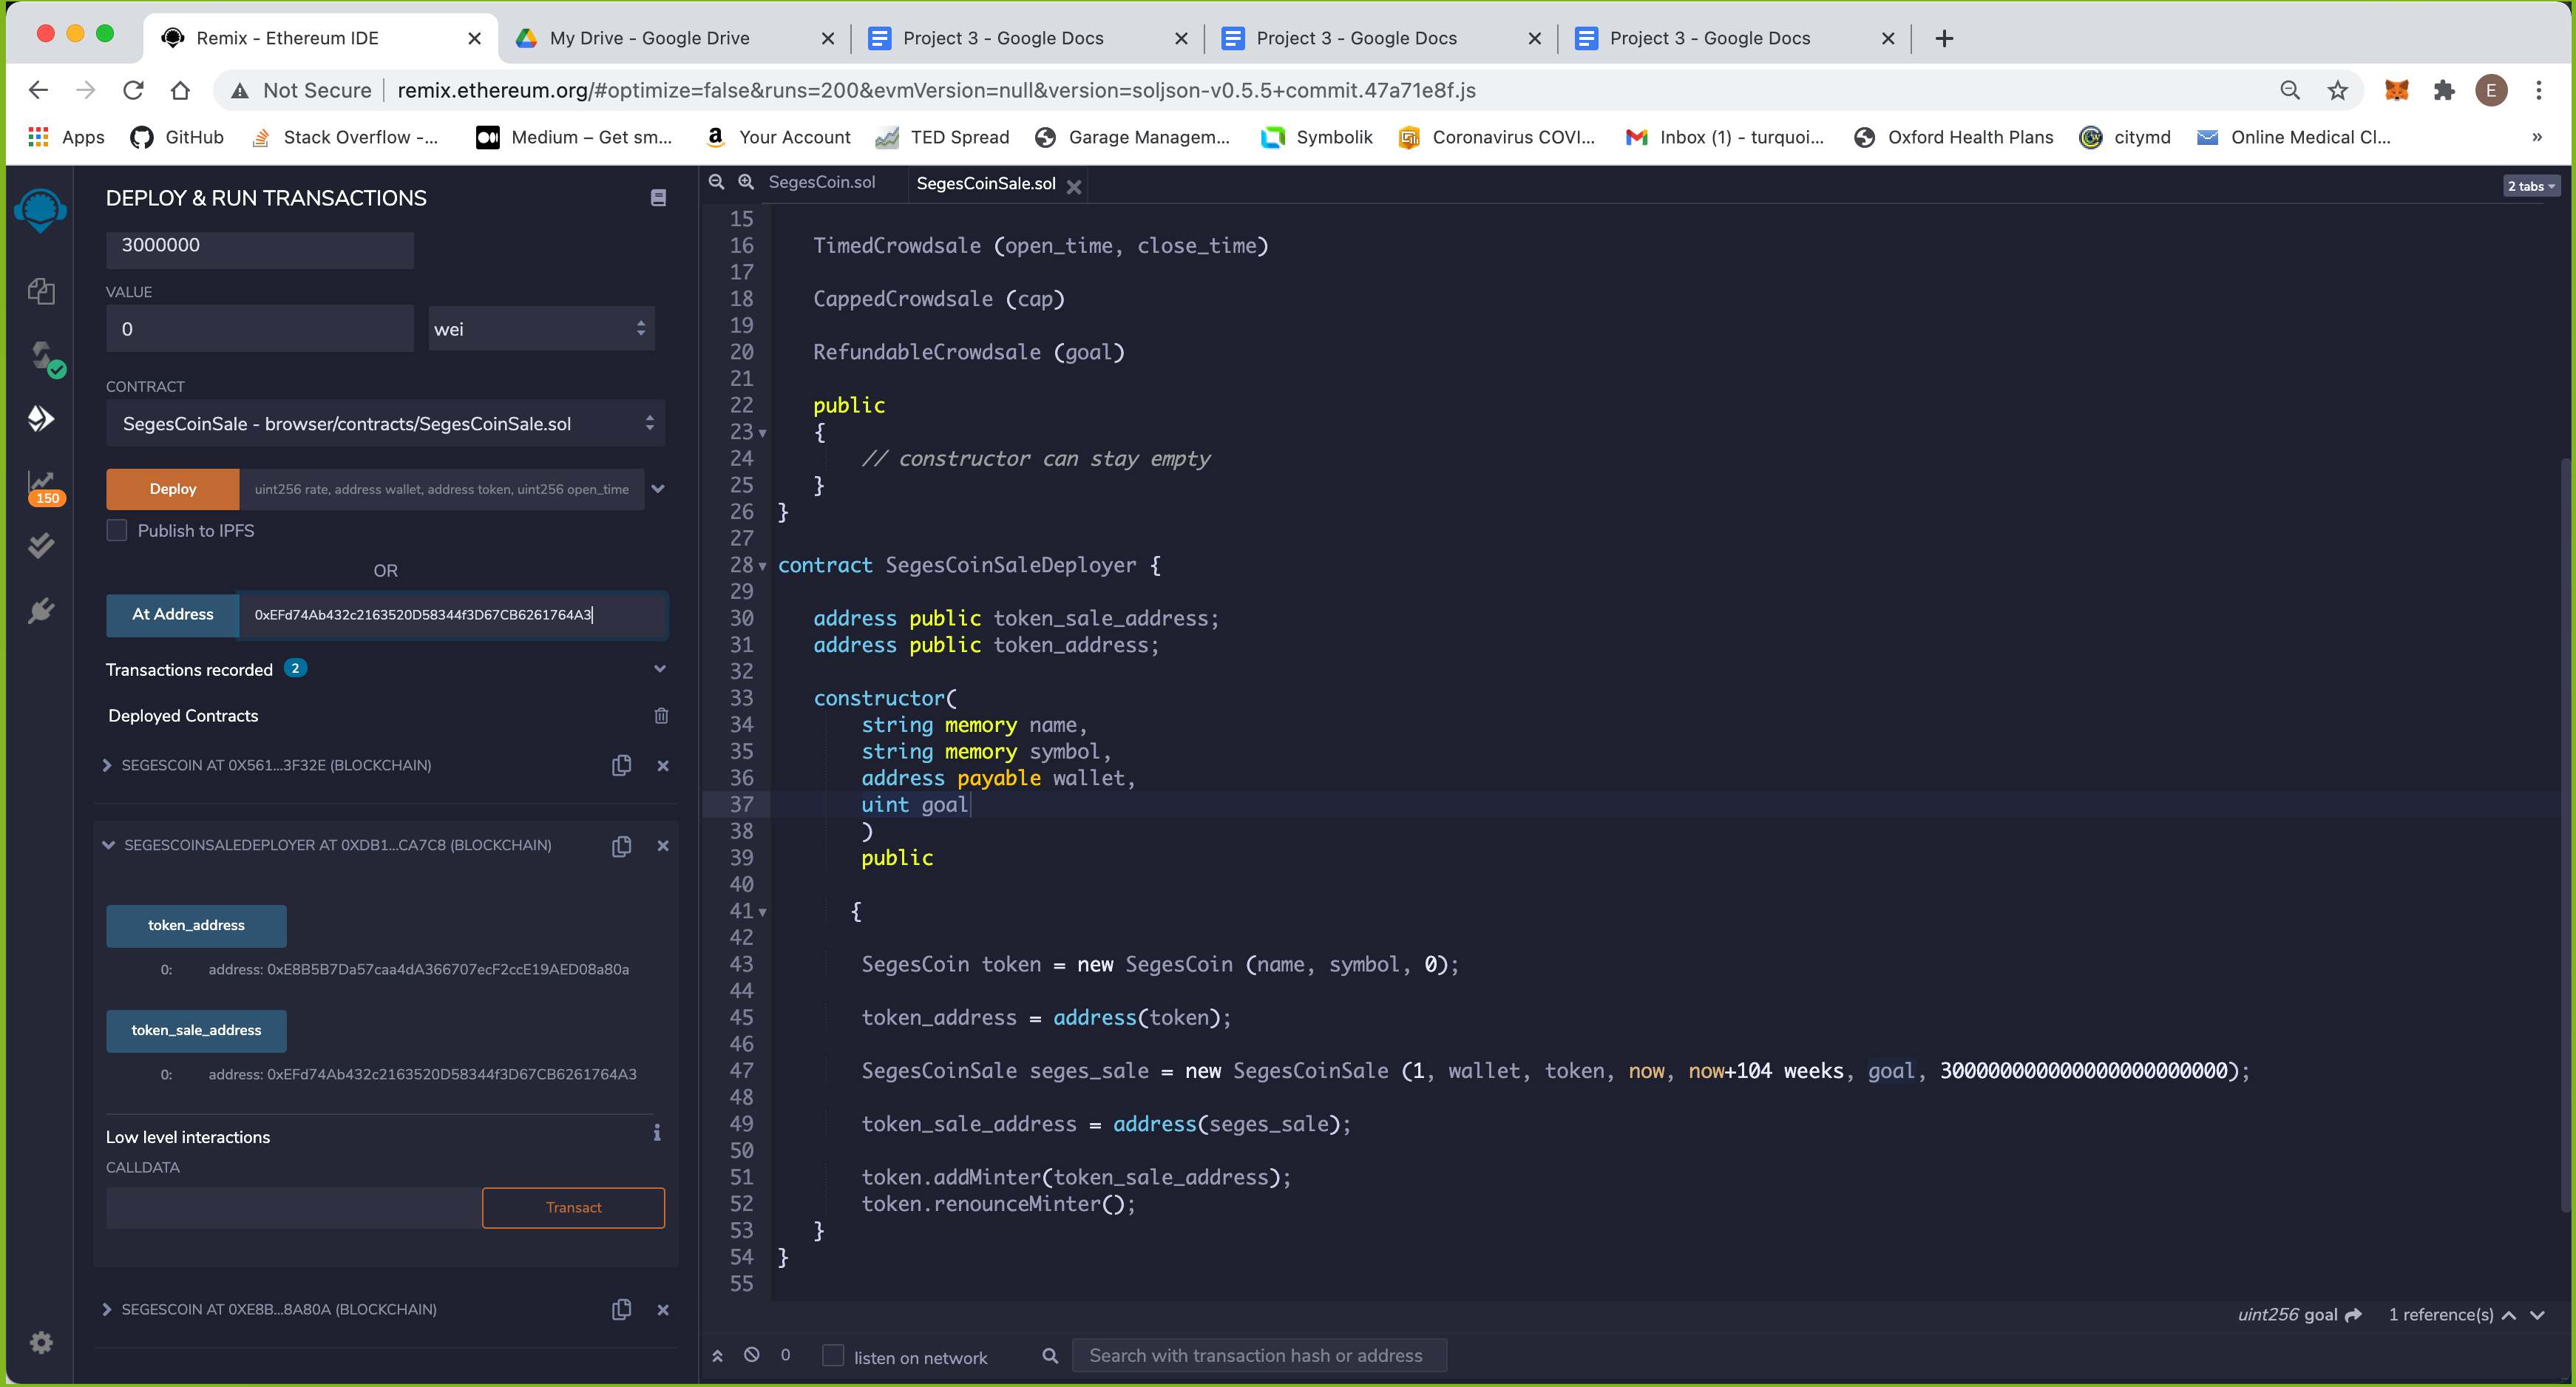 Remix - Ethereum IDE
My Drive - Google Drive
Project 3 - Google Docs
Project 3 - Google Docs
Project 3 - Google Docs
Not Secure
remix.ethereum.org/#optimize=false&runs=200&evmVersion=null&version=soljson-v0.5.5+commit.47a71e8f.js
E
Apps
GitHub
Stack Overflow -...
Medium – Get sm...
Your Account
TED Spread
Garage Managem...
Symbolik
Coronavirus COVI...
Inbox (1) - turquoi...
Oxford Health Plans
citymd
Online Medical Cl...
»
DEPLOY & RUN TRANSACTIONS
3000000
VALUE
0
wei
CONTRACT
SegesCoinSale - browser/contracts/SegesCoinSale.sol
Deploy
uint256 rate, address wallet, address token, uint256 open_time
Publish to IPFS
OR
At Address
0xEFd74Ab432c2163520D58344f3D67CB6261764A3
Transactions recorded 2
Deployed Contracts
SEGESCOIN AT 0X561...3F32E (BLOCKCHAIN)
SEGESCOINSALEDEPLOYER AT 0XDB1...CA7C8 (BLOCKCHAIN)
token_address
0: address: 0xE8B5B7Da57caa4dA366707ecF2ccE19AED08a80a
token_sale_address
0: address: 0xEFd74Ab432c2163520D58344f3D67CB6261764A3
Low level interactions
i
CALLDATA
Transact
SEGESCOIN AT 0XE8B...8A80A (BLOCKCHAIN)
150
SegesCoin.sol
SegesCoinSale.sol
2 tabs
15
16 TimedCrowdsale (open_time, close_time)
17
18 CappedCrowdsale (cap)
19
20 RefundableCrowdsale (goal)
21
22 public
23 {
24 // constructor can stay empty
25 }
26 }
27
28 contract SegesCoinSaleDeployer {
29
30 address public token_sale_address;
31 address public token_address;
32
33 constructor(
34 string memory name,
35 string memory symbol,
36 address payable wallet,
37 uint goal
38 )
39 public
40
41 {
42
43 SegesCoin token = new SegesCoin (name, symbol, 0);
44
45 token_address = address(token);
46
47 SegesCoinSale seges_sale = new SegesCoinSale (1, wallet, token, now, now+104 weeks, goal, 300000000000000000000000);
48
49 token_sale_address = address(seges_sale);
50
51 token.addMinter(token_sale_address);
52 token.renounceMinter();
53 }
54 }
55
uint256 goal
1 reference(s)
0
listen on network
Search with transaction hash or address